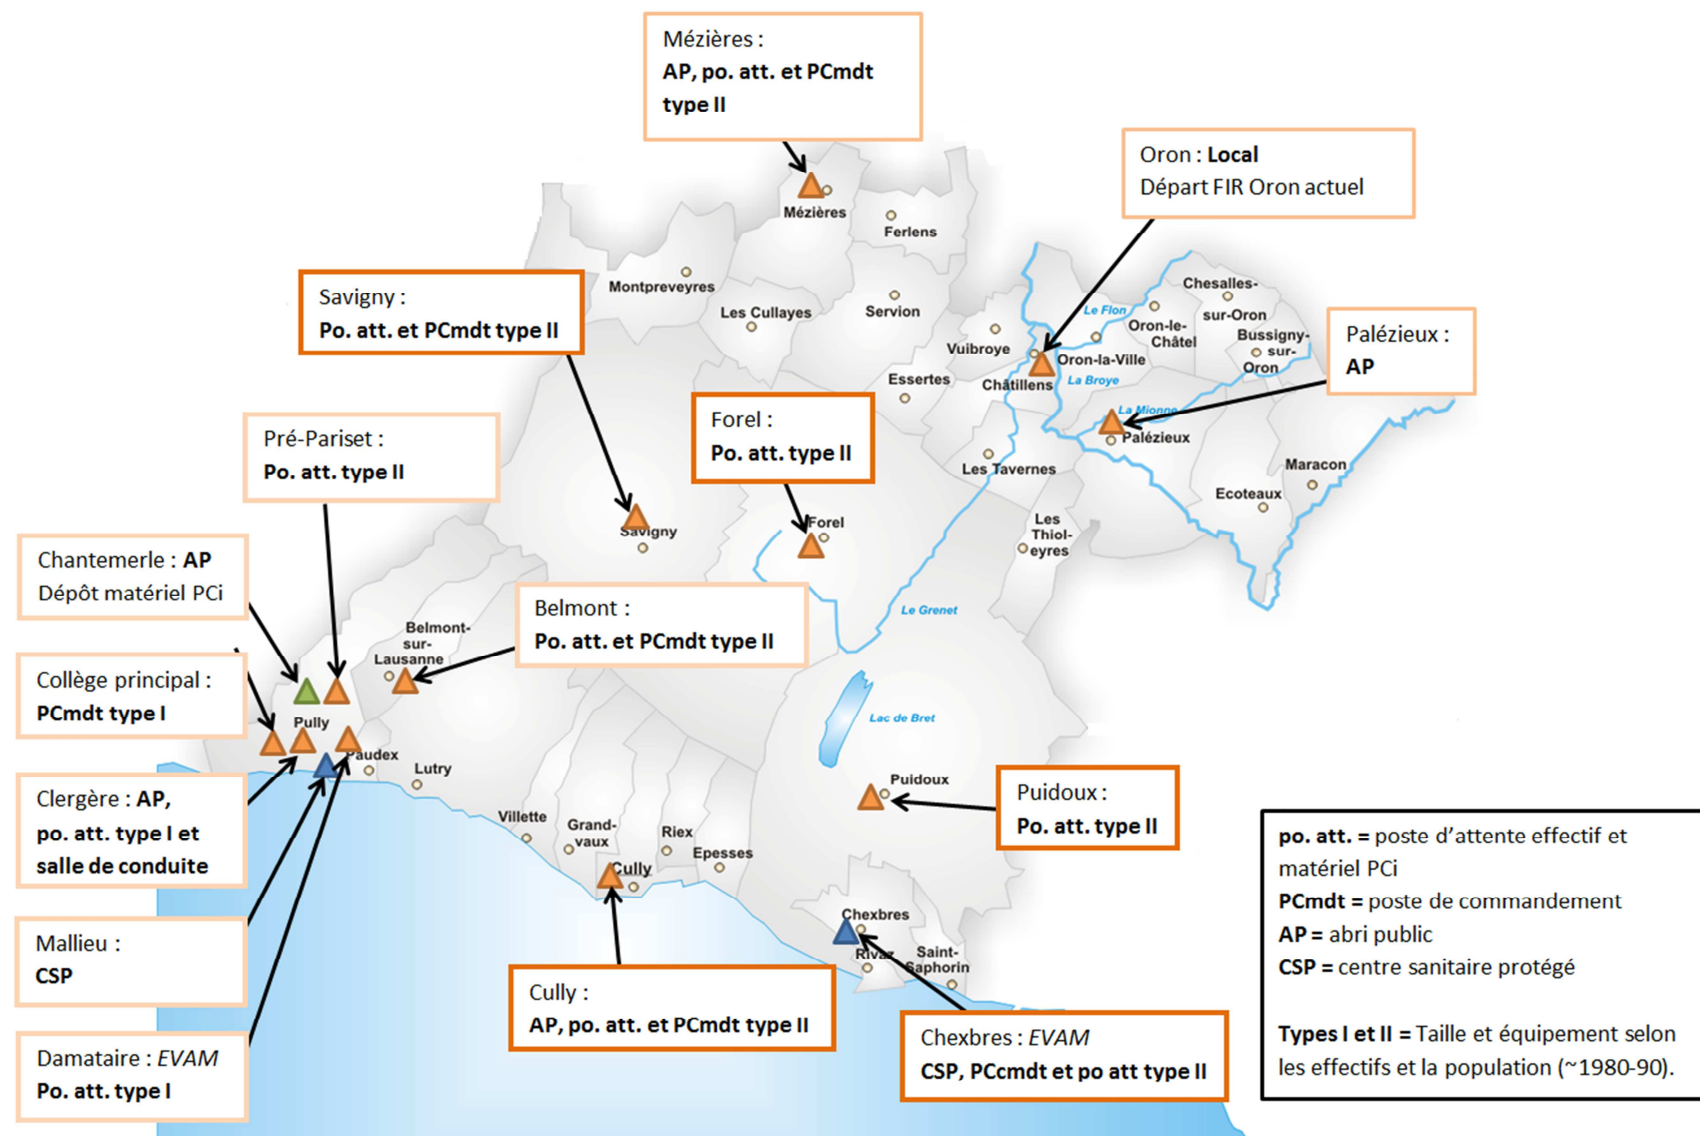 Mézières :
AP, po. att. et PCmdt
type II
Oron : Local
Départ FIR Oron actuel
Mézières
Ferlens
Savigny :
Po. att. et PCmdt type II
Montpreveyres
Les Cullayes
Servion
Chesalles-
sur-Oron
Le Flon
Oron-le-
Châtel
Bussigny-
sur-
Oron
Palézieux :
AP
Vuibroye
Oron-la-Ville
Essertes
Châtillens
La Broye
Pré-Pariset :
Po. att. type II
Forel :
Po. att. type II
La Mionne
Palézieux
Les Tavernes
Maracon
Ecoteaux
Savigny
Forel
Les
Thiol-
eyres
Chantemerle : AP
Dépôt matériel PCi
Belmont :
Po. att. et PCmdt type II
Le Grenet
Belmont-
sur-
Lausanne
Collège principal :
PCmdt type I
Pully
Lac de Bret
Paudex
Lutry
Clergère : AP,
po. att. type I et
salle de conduite
Puidoux
Puidoux :
Po. att. type II
Villette
Grand-
vaux
Riex
Epesses
Cully
po. att. = poste d'attente effectif et
matériel PCi
PCmdt = poste de commandement
AP = abri public
CSP = centre sanitaire protégé
Types I et II = Taille et équipement selon
les effectifs et la population (~1980-90).
Mallieu :
CSP
Chexbres
Rivaz
Saint-
Saphorin
Cully :
AP, po. att. et PCmdt type II
Chexbres : EVAM
CSP, PCcmdt et po att type II
Damataire : EVAM
Po. att. type I